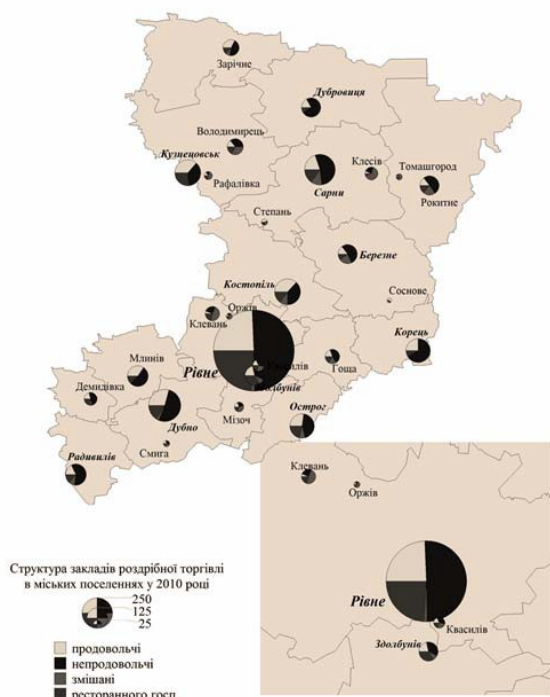 Зарічне
Дубровиця
Володимирець
Кузнецовськ
Рафалівка
Сарни
Клесів
Томашгород
Рокитне
Степань
Березне
Соснове
Костопіль
Оржів
Клевань
Корець
Рівне
Гоща
Млинів
Демидівка
Мізоч
Острог
Дубно
Смига
Радивилів
Клевань
Оржів
Рівне
Квасилів
Здолбунів
Структура закладів роздрібної торгівлі
в міських поселеннях у 2010 році
250
125
25
продовольчі
непродовольчі
змішані
ресторанного госп.